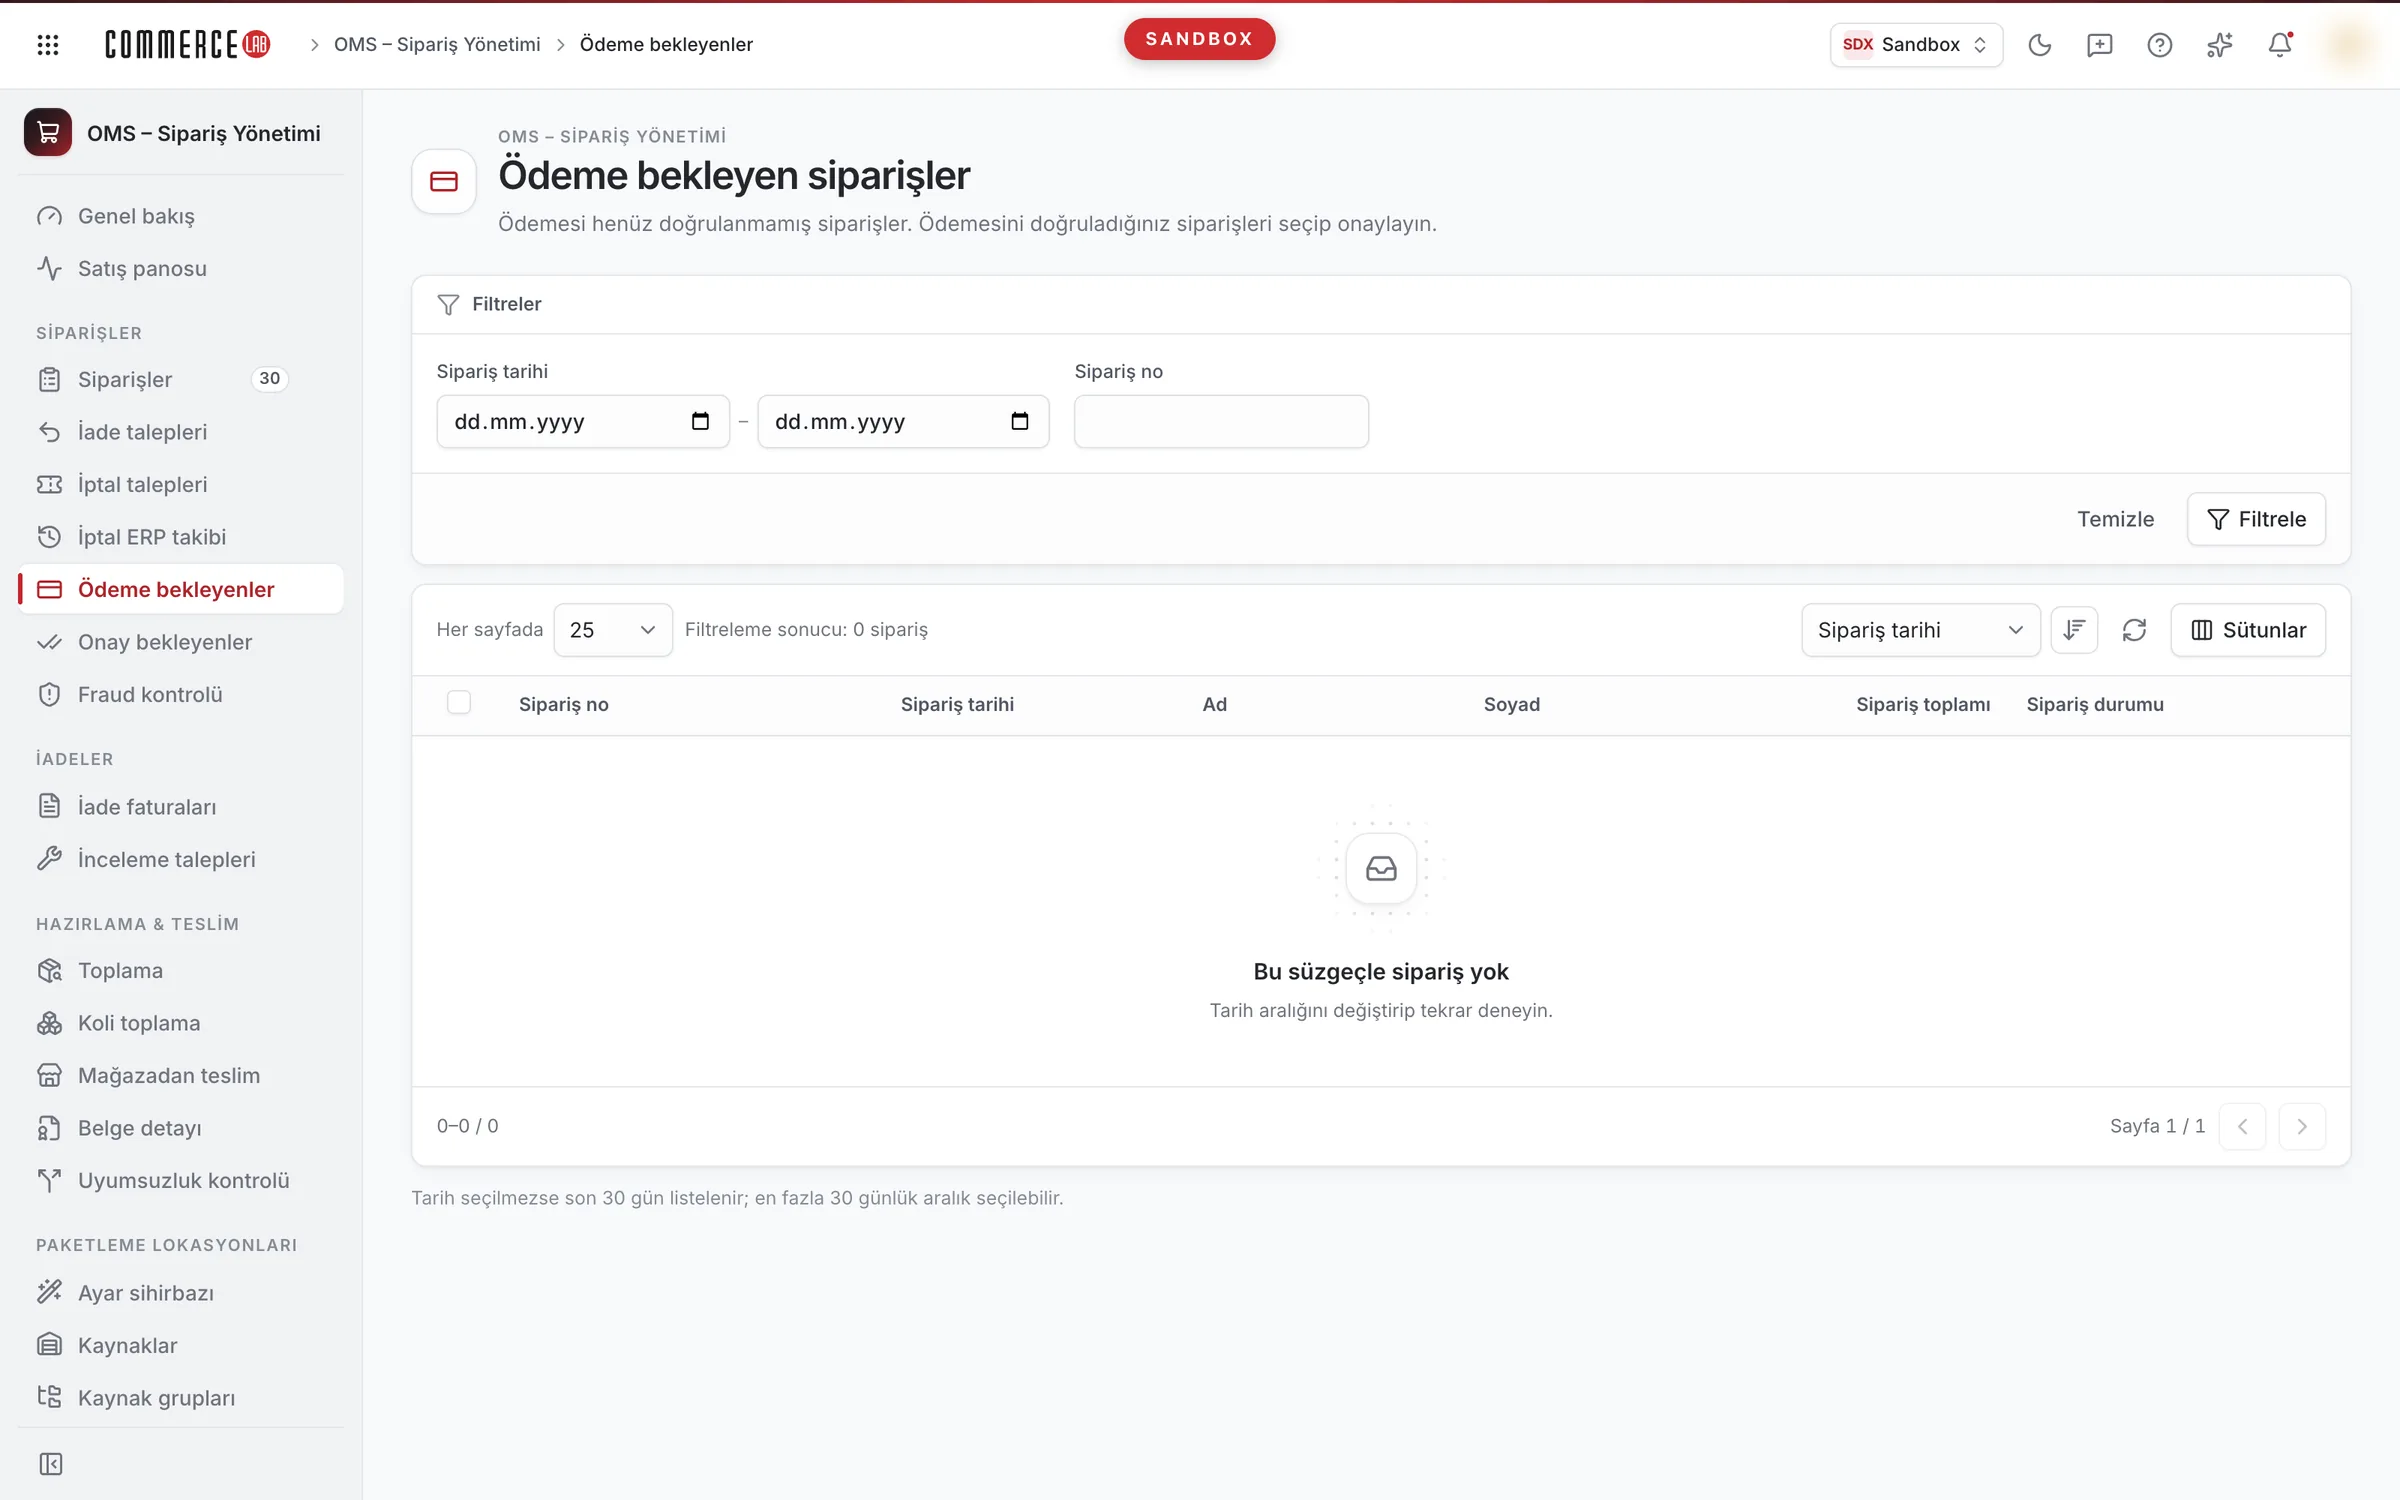 COMMERCE LAB
OMS – Sipariş Yönetimi
Ödeme bekleyenler
SANDBOX
SDX Sandbox
OMS – Sipariş Yönetimi
Genel bakış
Satış panosu
SİPARİŞLER
Siparişler 30
İade talepleri
İptal talepleri
İptal ERP takibi
Ödeme bekleyenler
Onay bekleyenler
Fraud kontrolü
İADELER
İade faturaları
İnceleme talepleri
HAZIRLAMA & TESLİM
Toplama
Koli toplama
Mağazadan teslim
Belge detayı
Uyumsuzluk kontrolü
PAKETLEME LOKASYONLARI
Ayar sihirbazı
Kaynaklar
Kaynak grupları
OMS – SİPARİŞ YÖNETİMİ
Ödeme bekleyen siparişler
Ödemesi henüz doğrulanmamış siparişler. Ödemesini doğruladığınız siparişleri seçip onaylayın.
Filtreler
Sipariş tarihi Sipariş no
dd.mm.yyyy – dd.mm.yyyy
Temizle Filtrele
Her sayfada 25 Filtreleme sonucu: 0 sipariş Sipariş tarihi Sütunlar
Sipariş no Sipariş tarihi Ad Soyad Sipariş toplamı Sipariş durumu
Bu süzgeçle sipariş yok
Tarih aralığını değiştirip tekrar deneyin.
0–0 / 0 Sayfa 1 / 1
Tarih seçilmezse son 30 gün listelenir; en fazla 30 günlük aralık seçilebilir.